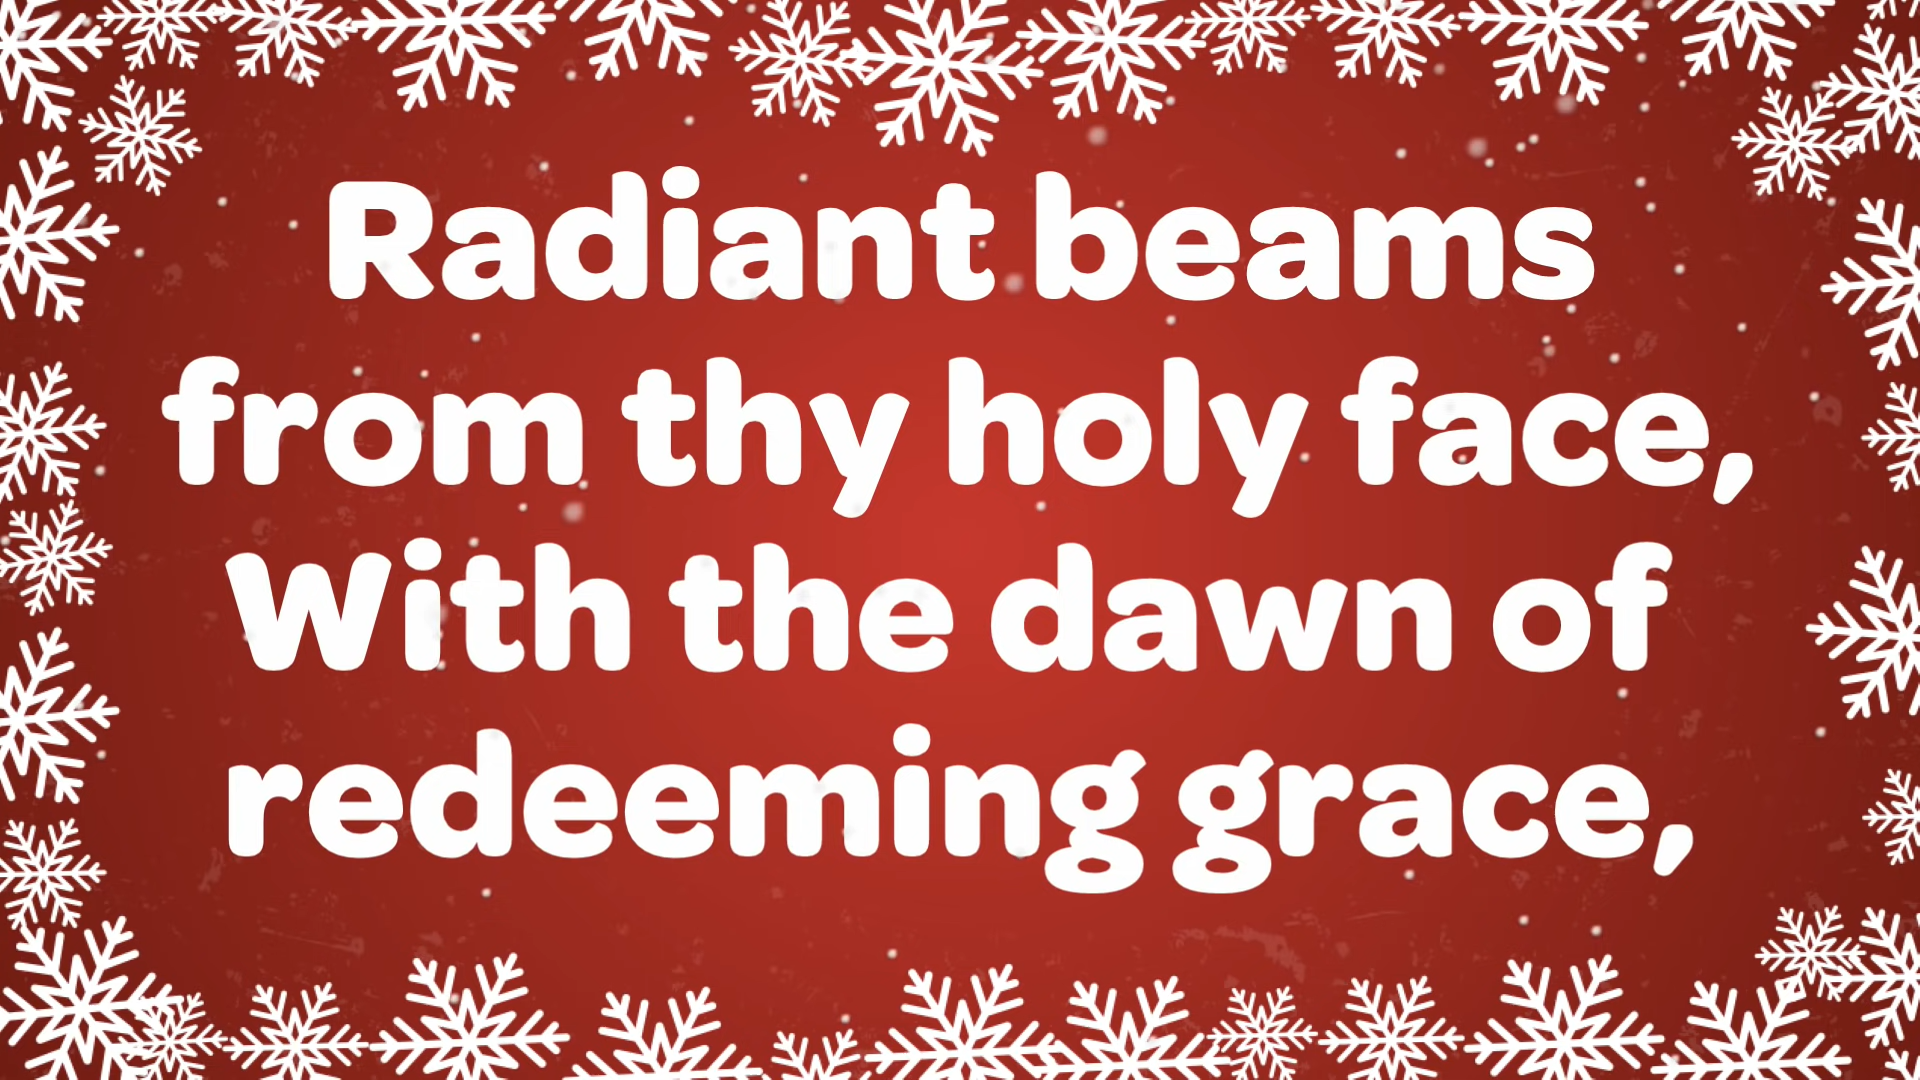 Radiant beams
from thy holy face,
With the dawn of
redeeming grace,